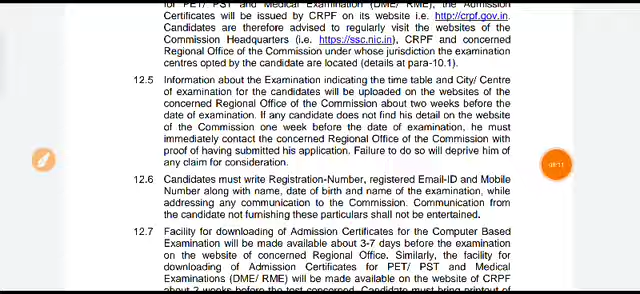 for PET/ PST and Medical Examination (DME/ RME), the Admission
Certificates will be issued by CRPF on its website i.e. http://crpf.gov.in.
Candidates are therefore advised to regularly visit the websites of the
Commission Headquarters (i.e. https://ssc.nic.in), CRPF and concerned
Regional Office of the Commission under whose jurisdiction the examination
centres opted by the candidate are located (details at para-10.1).
12.5 Information about the Examination indicating the time table and City/ Centre
of examination for the candidates will be uploaded on the websites of the
concerned Regional Office of the Commission about two weeks before the
date of examination. If any candidate does not find his detail on the website
of the Commission one week before the date of examination, he must
immediately contact the concerned Regional Office of the Commission with
proof of having submitted his application. Failure to do so will deprive him of
any claim for consideration.
12.6 Candidates must write Registration-Number, registered Email-ID and Mobile
Number along with name, date of birth and name of the examination, while
addressing any communication to the Commission. Communication from
the candidate not furnishing these particulars shall not be entertained.
12.7 Facility for downloading of Admission Certificates for the Computer Based
Examination will be made available about 3-7 days before the examination
on the website of concerned Regional Office. Similarly, the facility for
downloading of Admission Certificates for PET/ PST and Medical
Examinations (DME/ RME) will be made available on the website of CRPF
about 2 weeks before the test concerned. Candidate must bring printout of